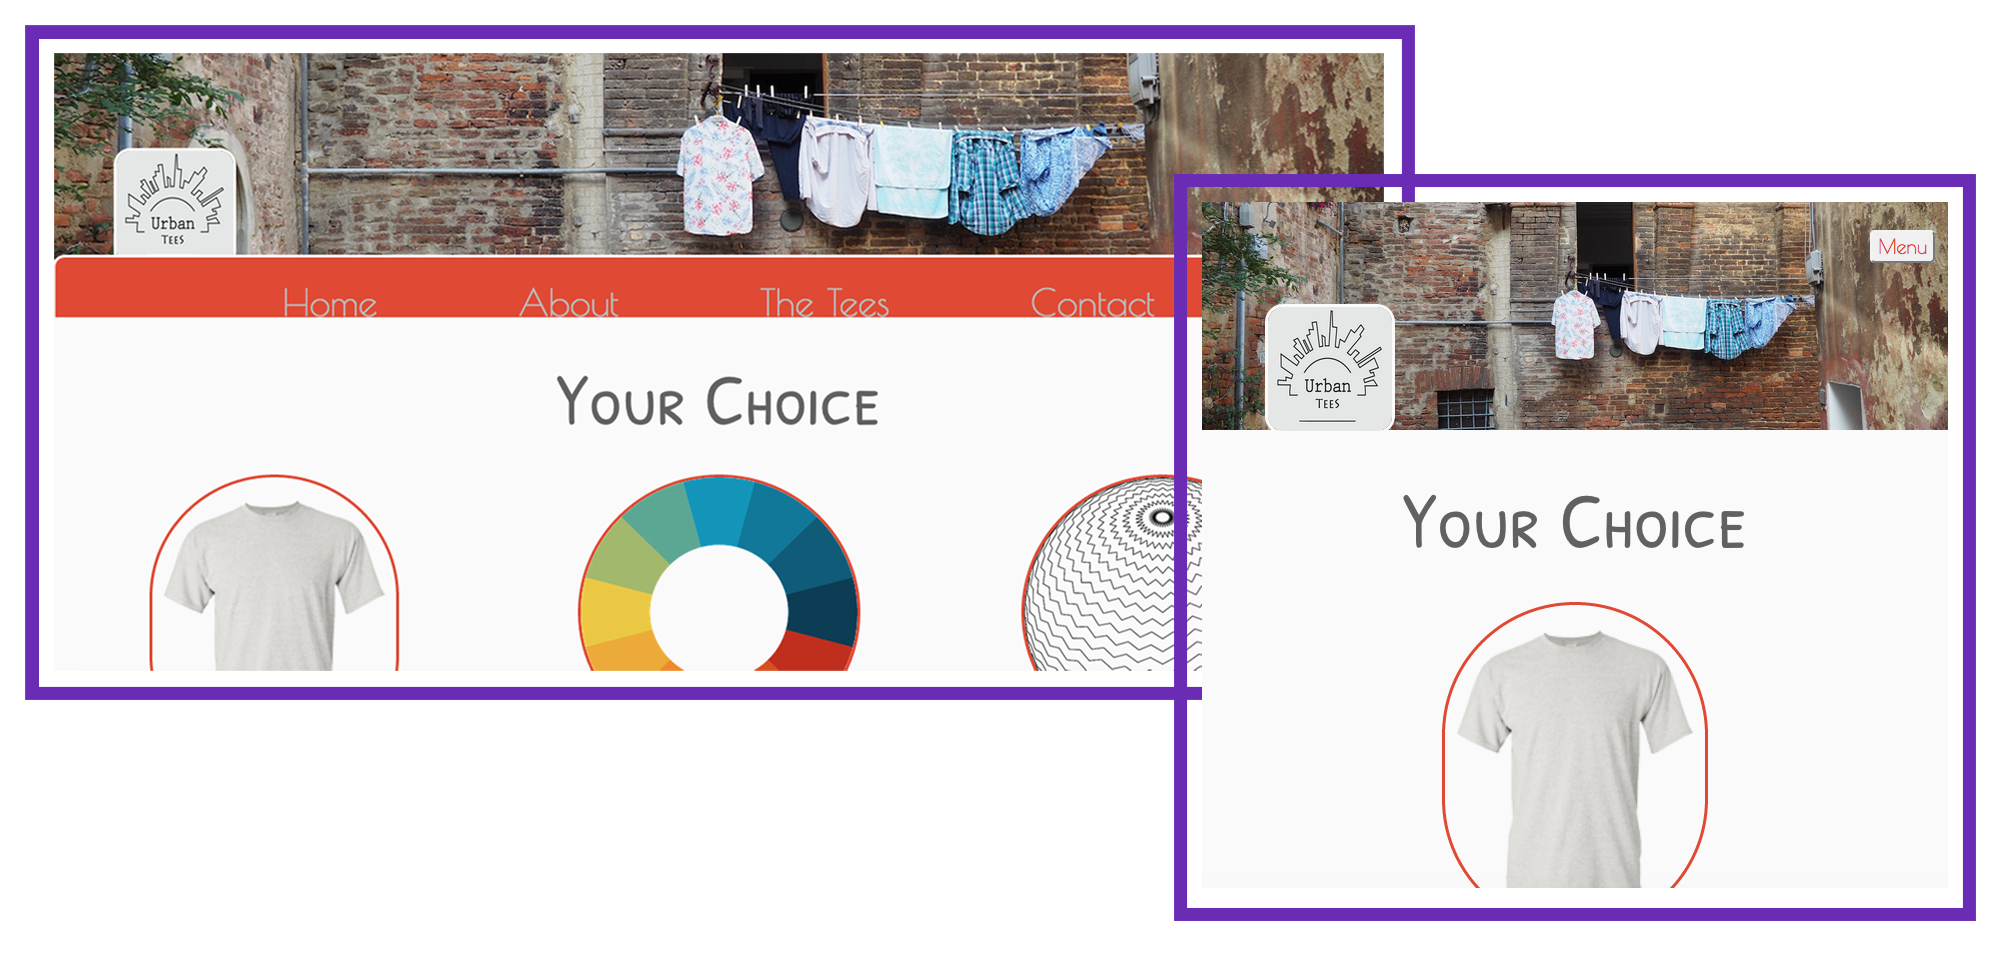 Urban
TEES
Home About The Tees Contact
YOUR CHOICE
Menu
Urban
TEES
YOUR CHOICE